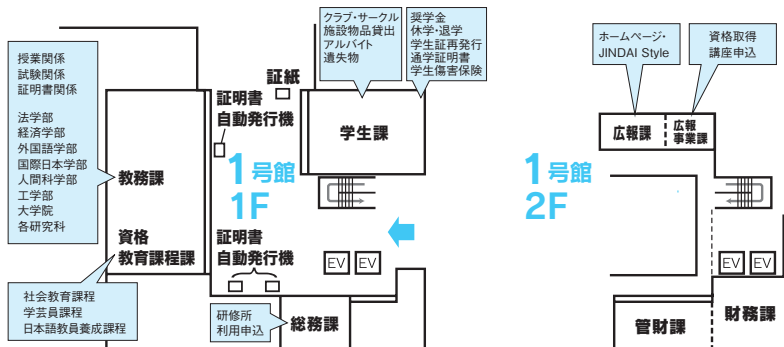 授業関係
試験関係
証明書関係
法学部
経済学部
外国語学部
国際日本学部
人間科学部
工学部
大学院
各研究科
教務課
資格
教育課程課
社会教育課程
学芸員課程
日本語教員養成課程
証紙
証明書
自動発行機
クラブ・サークル
施設物品貸出
アルバイト
遺失物
奨学金
休学・退学
学生証再発行
通学証明書
学生傷害保険
学生課
1号館
1F
証明書
自動発行機
EV
EV
研修所
利用申込
総務課
ホームページ・
JINDAI Style
資格取得
講座申込
広報課
広報
事業課
1号館
2F
EV
EV
管財課
財務課